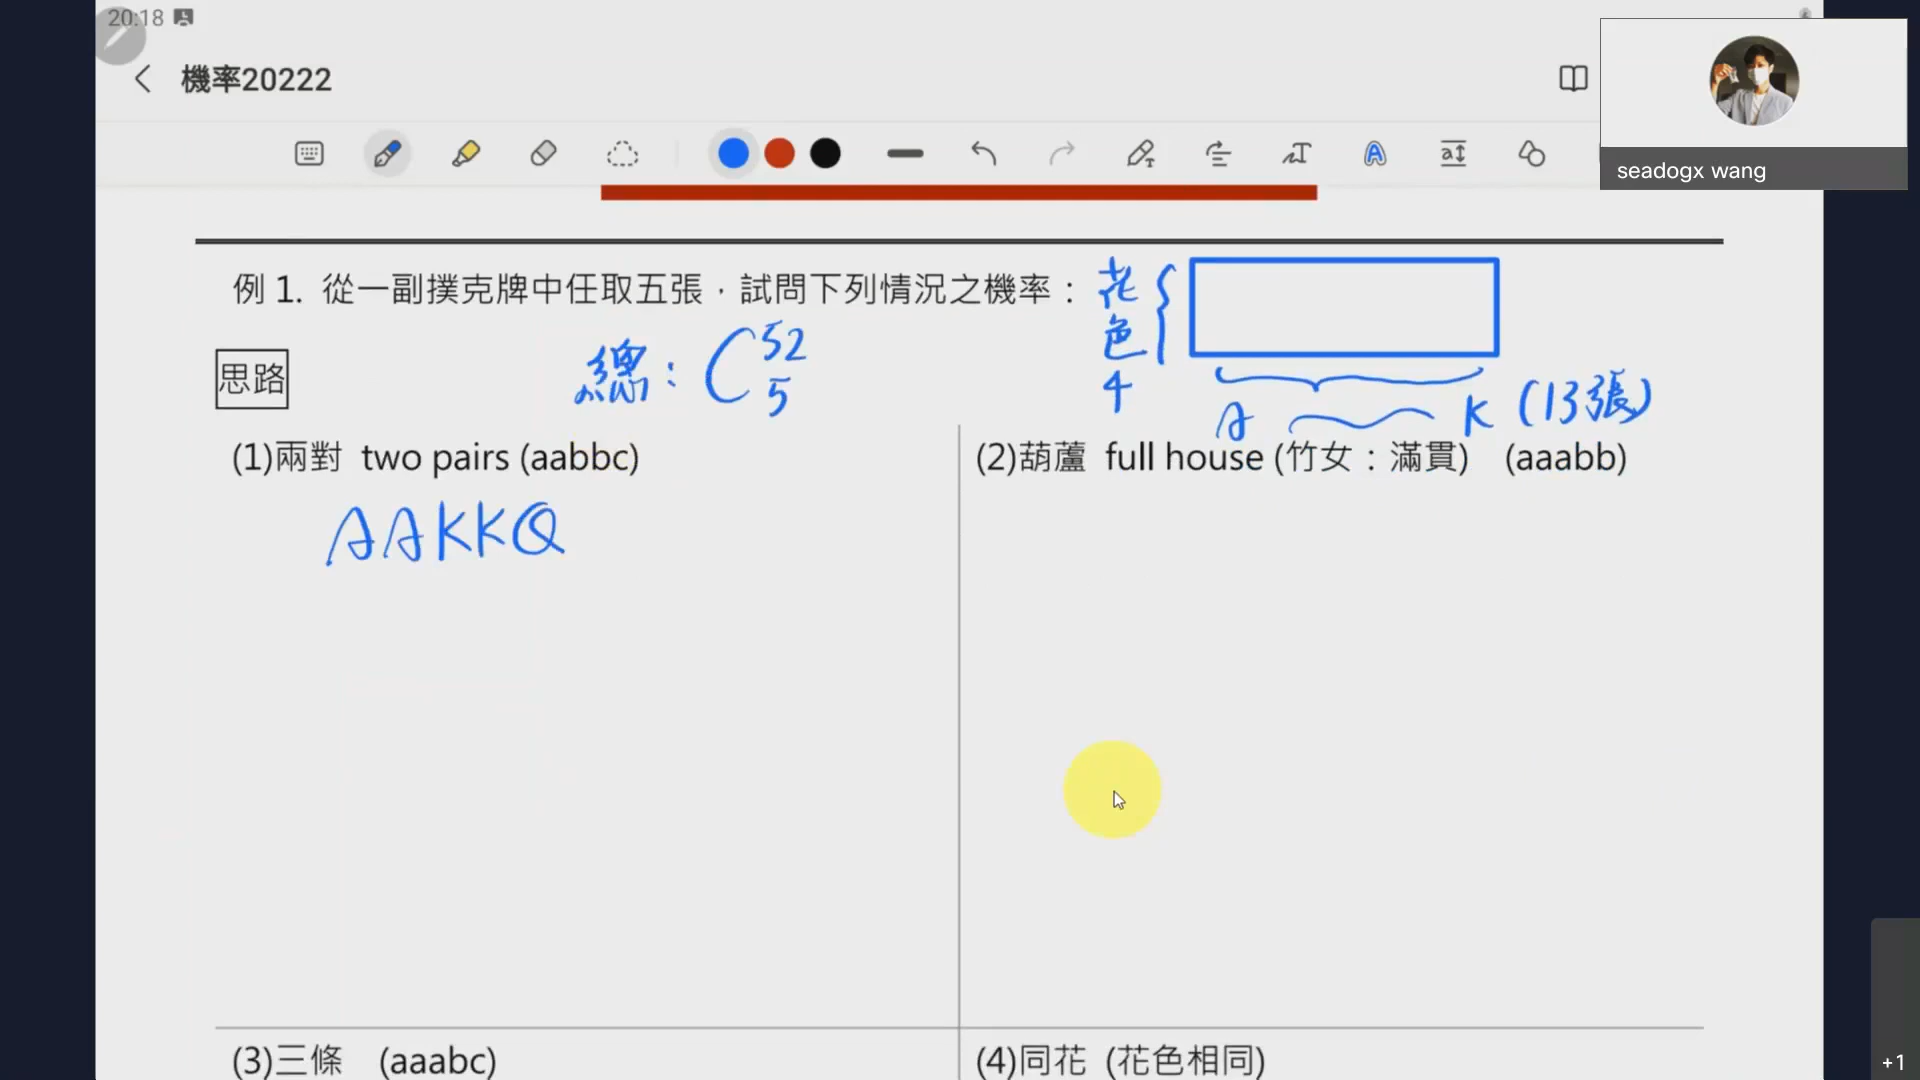 20:18
機率20222
seadogx wang
例 1. 從一副撲克牌中任取五張，試問下列情況之機率：
花色4
思路
總：C 52 5
A ~ K (13張)
(1)兩對 two pairs (aabbc)
AAKKQ
(2)葫蘆 full house (竹女：滿貫) (aaabb)
(3)三條 (aaabc)
(4)同花 (花色相同)
+1